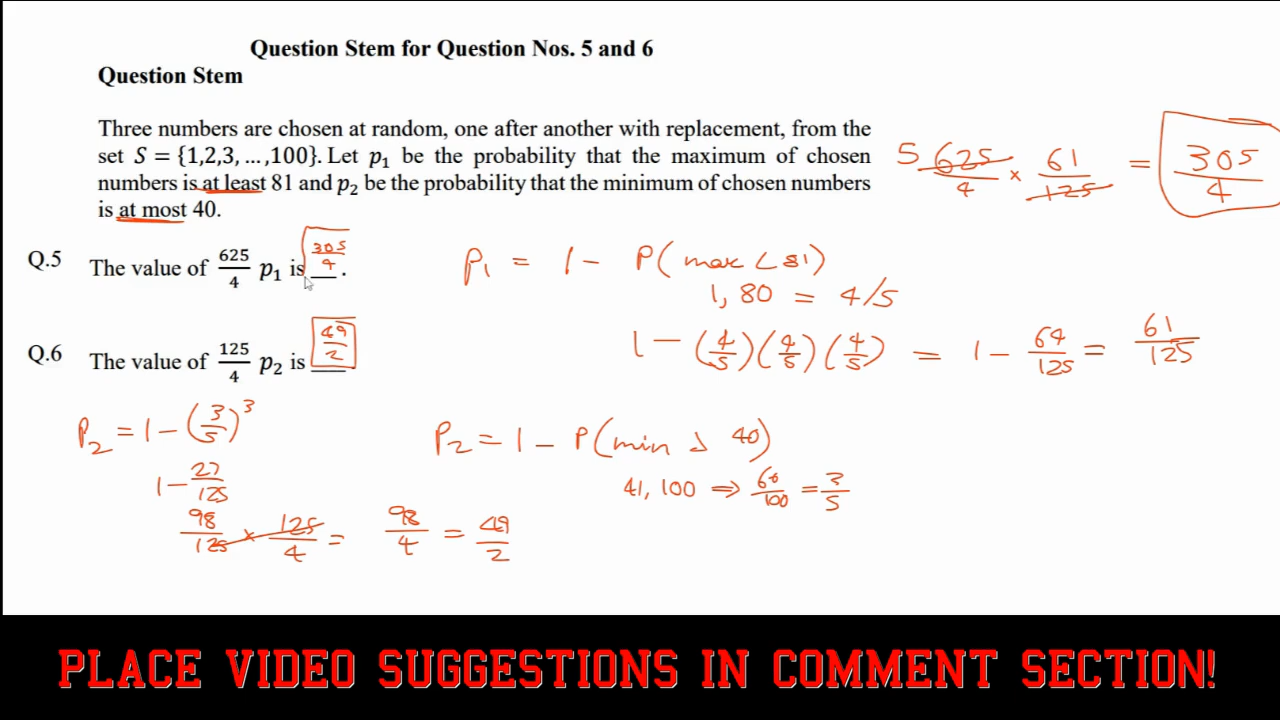 Question Stem for Question Nos. 5 and 6
Question Stem
Three numbers are chosen at random, one after another with replacement, from the
set S = {1,2,3, ... ,100}. Let p₁ be the probability that the maximum of chosen
numbers is at least 81 and p₂ be the probability that the minimum of chosen numbers
is at most 40.
5 625/4 × 61/125 = 305/4
Q.5 The value of 625/4 p₁ is 305/4 .
P₁ = 1 - P(max < 81)
1, 80 = 4/5
1 - (4/5)(4/5)(4/5) = 1 - 64/125 = 61/125
Q.6 The value of 125/4 p₂ is 49/2 .
P₂ = 1 - (3/5)³
1 - 27/125
98/125 × 125/4 = 98/4 = 49/2
P₂ = 1 - P(min > 40)
41, 100 ⇒ 60/100 = 3/5
PLACE VIDEO SUGGESTIONS IN COMMENT SECTION!